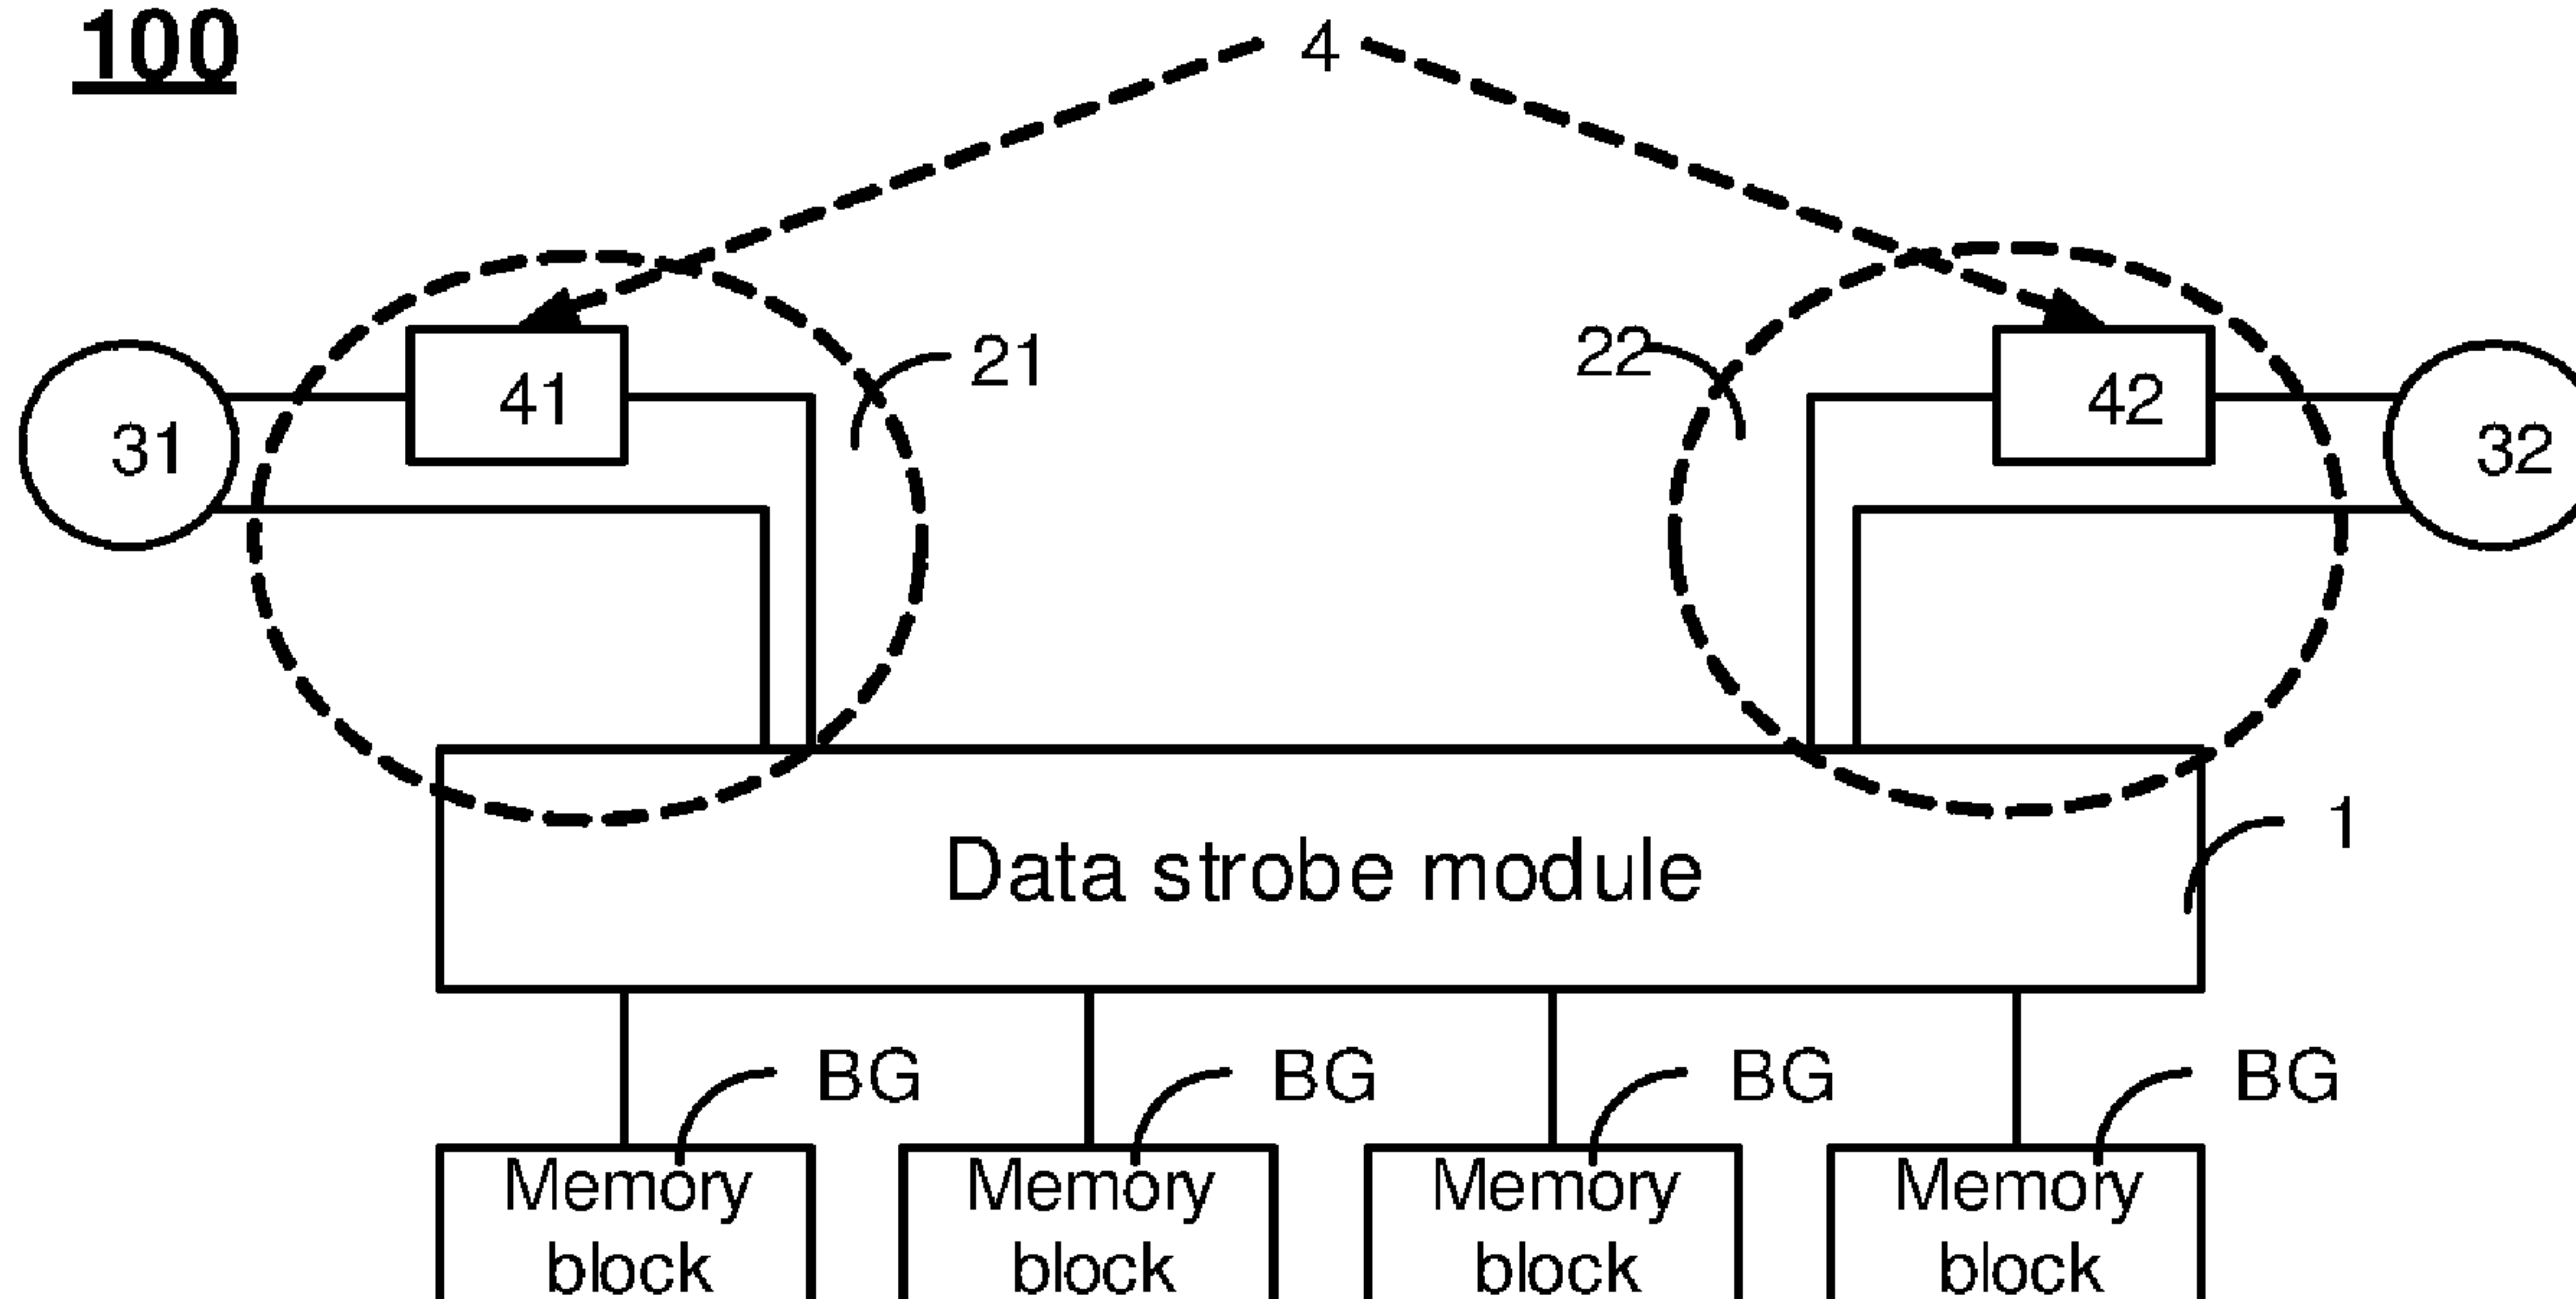 100
4
21
22
41
42
31
32
1
Data strobe module
BG
BG
BG
BG
Memory
block
Memory
block
Memory
block
Memory
block